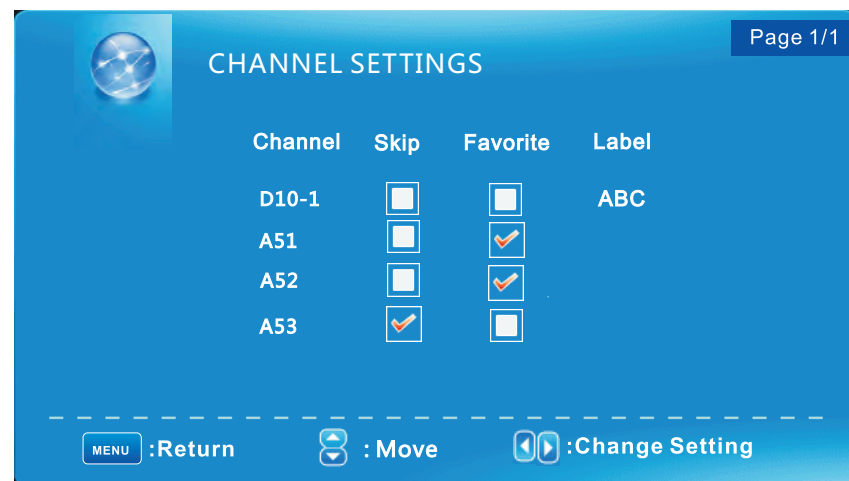 Page 1/1
CHANNEL SETTINGS
Channel Skip Favorite Label
D10-1 ABC
A51
A52
A53
MENU :Return : Move :Change Setting